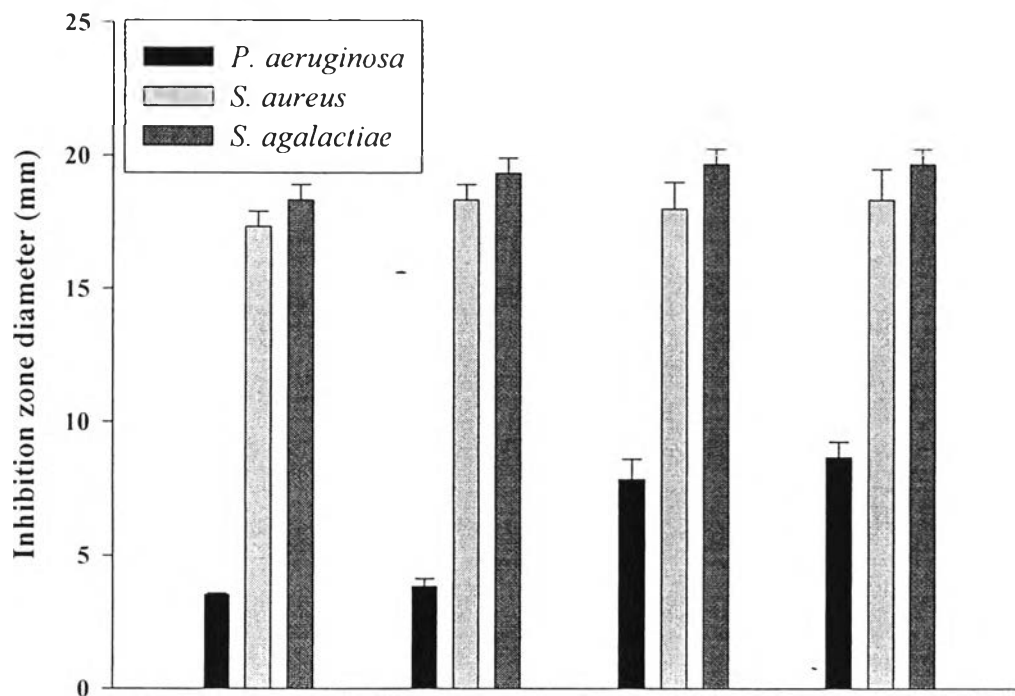 25
20
15
10
5
0
Inhibition zone diameter (mm)
P. aeruginosa
S. aureus
S. agalactiae